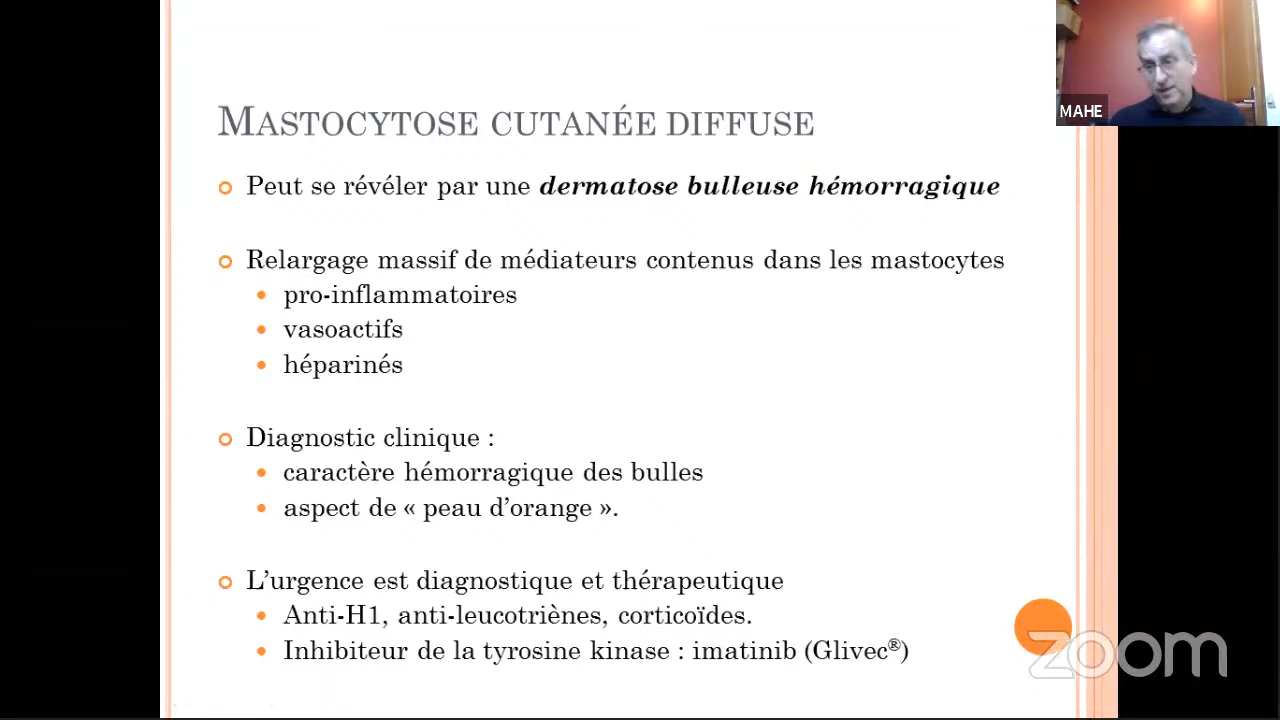 MASTOCYTOSE CUTANÉE DIFFUSE
MAHE
Peut se révéler par une dermatose bulleuse hémorragique
Relargage massif de médiateurs contenus dans les mastocytes
pro-inflammatoires
vasoactifs
héparinés
Diagnostic clinique :
caractère hémorragique des bulles
aspect de « peau d’orange ».
L’urgence est diagnostique et thérapeutique
Anti-H1, anti-leucotriènes, corticoïdes.
Inhibiteur de la tyrosine kinase : imatinib (Glivec®)
zoom